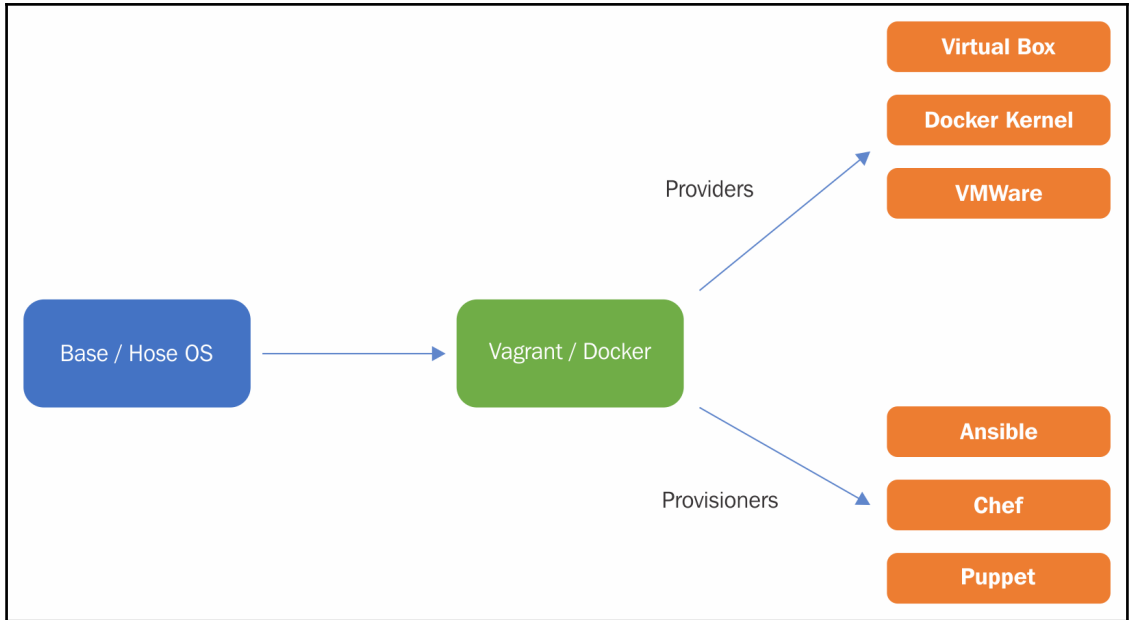 Virtual Box
Docker Kernel
Providers
VMWare
Base / Hose OS
Vagrant / Docker
Ansible
Provisioners
Chef
Puppet